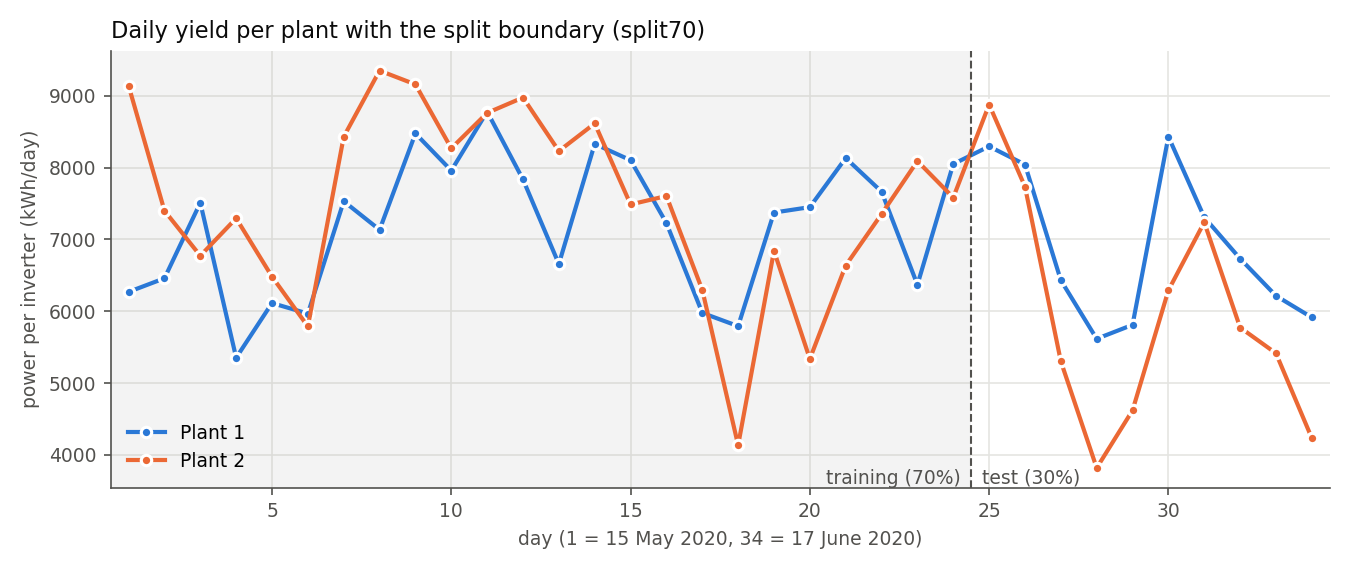 Daily yield per plant with the split boundary (split70)
power per inverter (kWh/day)
9000
8000
7000
6000
5000
4000
Plant 1
Plant 2
training (70%)
test (30%)
5
10
15
20
25
30
day (1 = 15 May 2020, 34 = 17 June 2020)